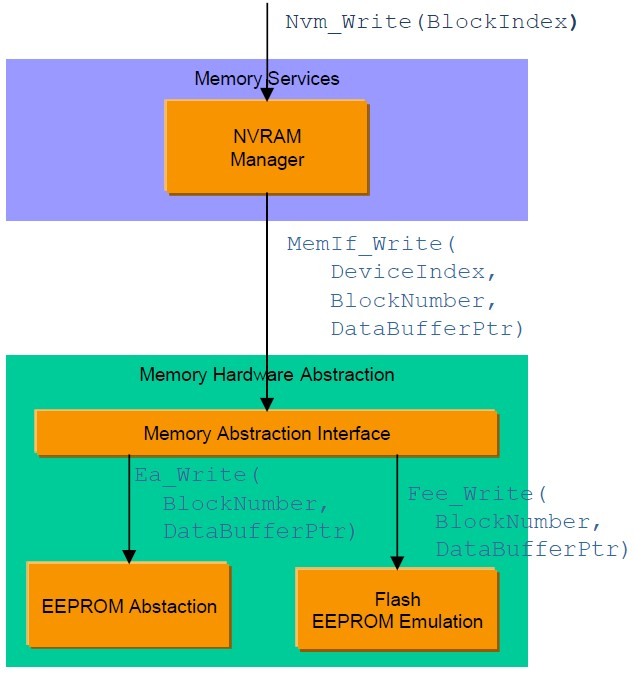 Nvm_Write(BlockIndex)
Memory Services
NVRAM
Manager
MemIf_Write(
DeviceIndex,
BlockNumber,
DataBufferPtr)
Memory Hardware Abstraction
Memory Abstraction Interface
Ea_Write(
BlockNumber,
DataBufferPtr)
Fee_Write(
BlockNumber,
DataBufferPtr)
EEPROM Abstaction
Flash
EEPROM Emulation